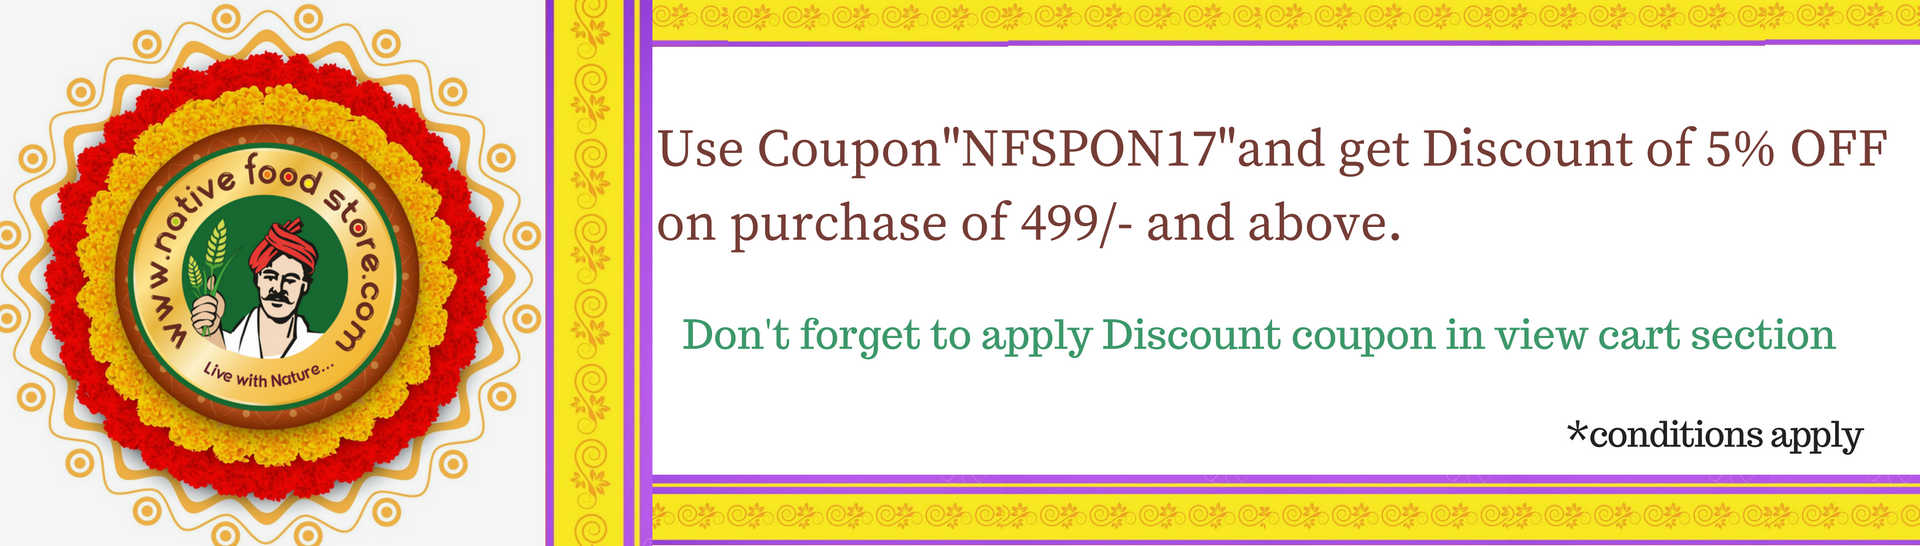 www.native food store.com
Live with Nature...
Use Coupon"NFSPON17"and get Discount of 5% OFF
on purchase of 499/- and above.
Don't forget to apply Discount coupon in view cart section
*conditions apply